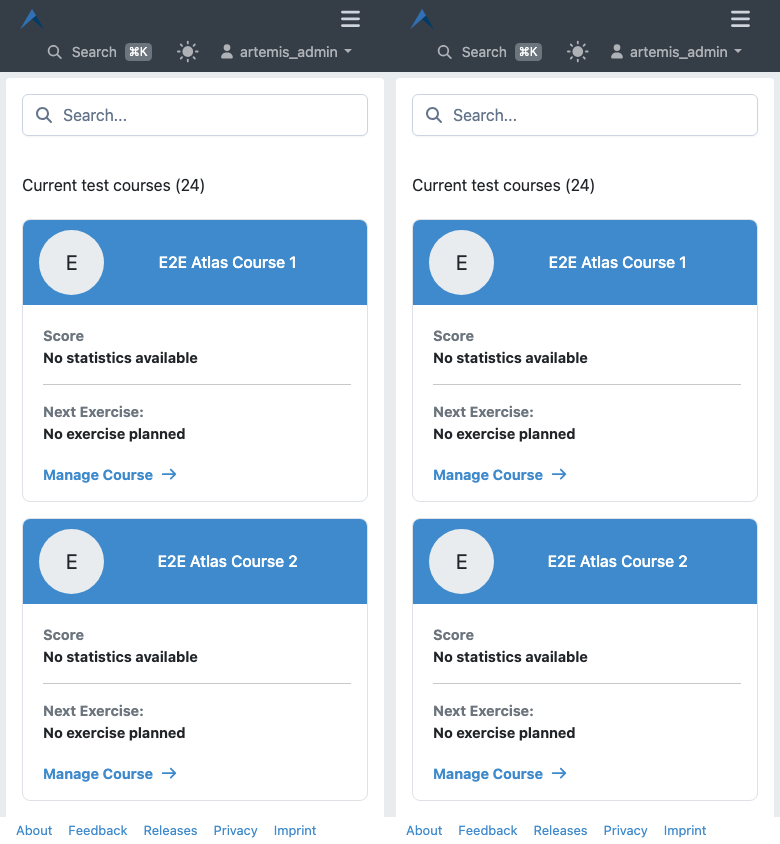 Search ⌘K artemis_admin
Search...
Current test courses (24)
E
E2E Atlas Course 1
Score
No statistics available
Next Exercise:
No exercise planned
Manage Course →
E
E2E Atlas Course 2
Score
No statistics available
Next Exercise:
No exercise planned
Manage Course →
About Feedback Releases Privacy Imprint
Search ⌘K artemis_admin
Search...
Current test courses (24)
E
E2E Atlas Course 1
Score
No statistics available
Next Exercise:
No exercise planned
Manage Course →
E
E2E Atlas Course 2
Score
No statistics available
Next Exercise:
No exercise planned
Manage Course →
About Feedback Releases Privacy Imprint